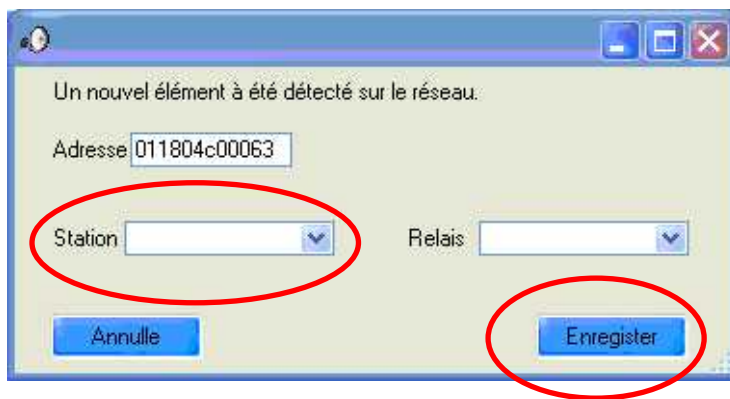 Un nouvel élément à été détecté sur le réseau.
Adresse 011804c00063
Station Relais
Annulle Enregister